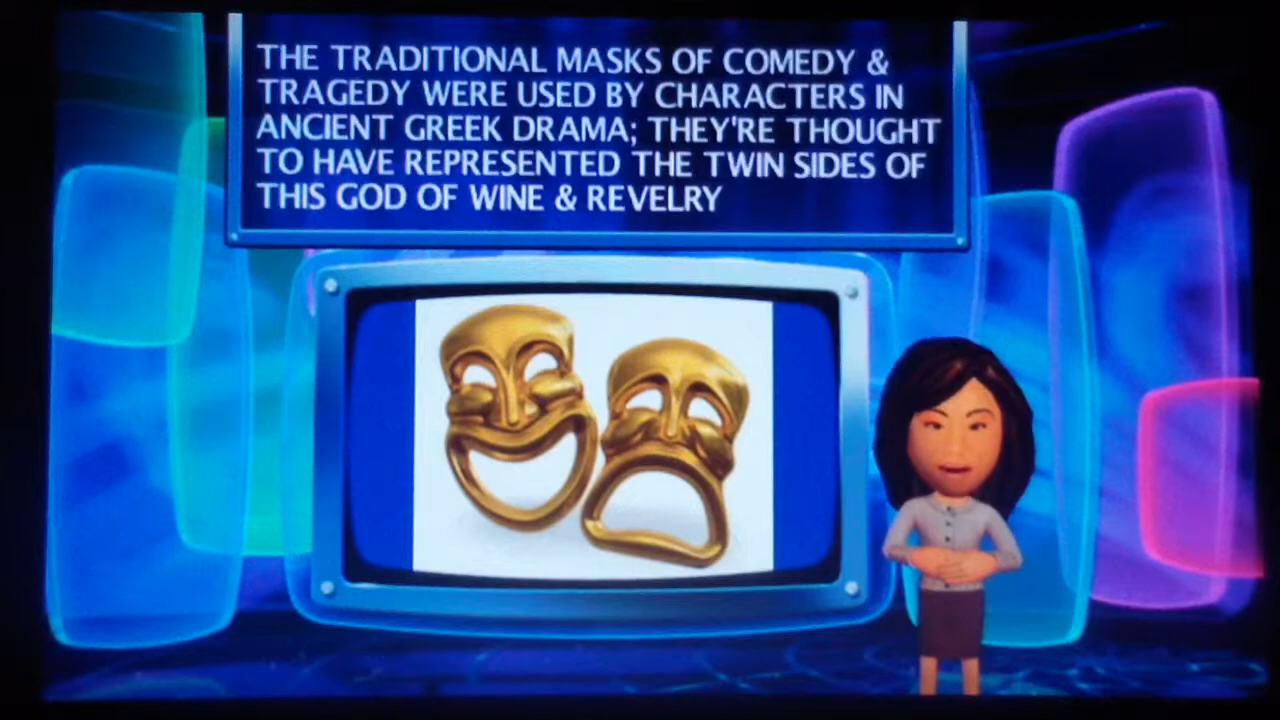 THE TRADITIONAL MASKS OF COMEDY &
TRAGEDY WERE USED BY CHARACTERS IN
ANCIENT GREEK DRAMA; THEY'RE THOUGHT
TO HAVE REPRESENTED THE TWIN SIDES OF
THIS GOD OF WINE & REVELRY